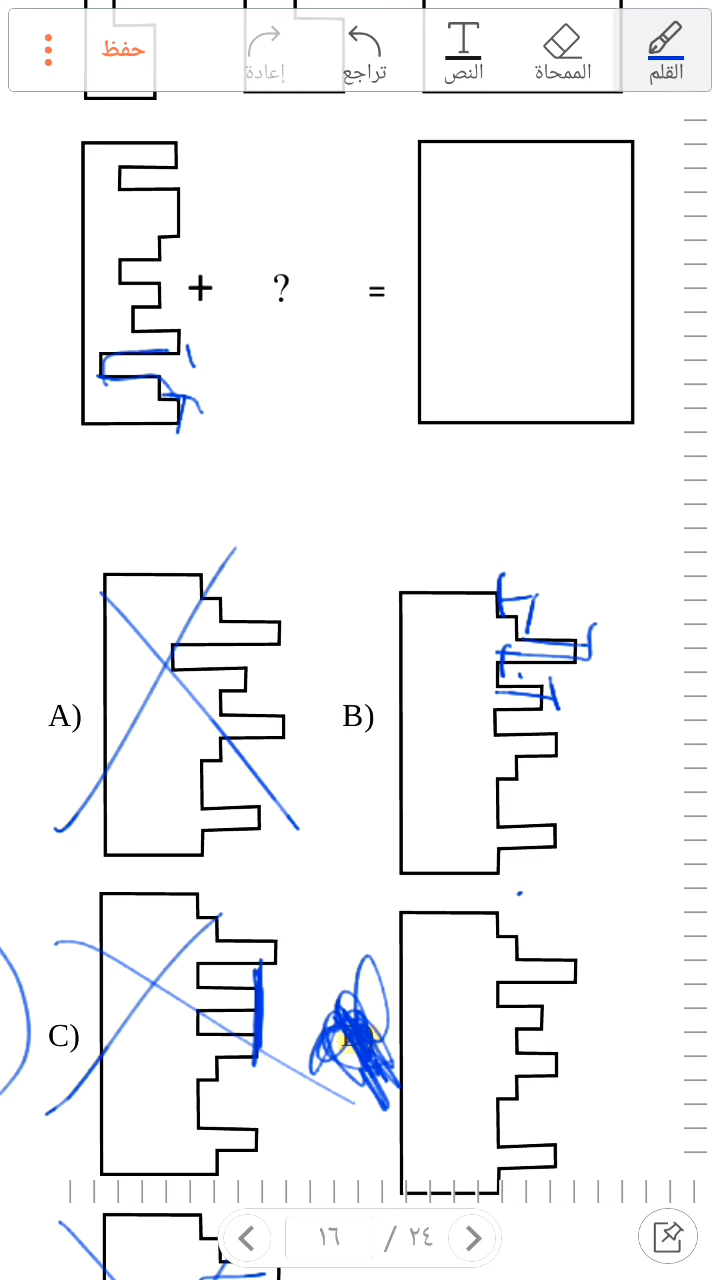 حفظ
إعادة
تراجع
النص
الممحاة
القلم
+ ? =
A)
B)
C)
١٦ / ٢٤